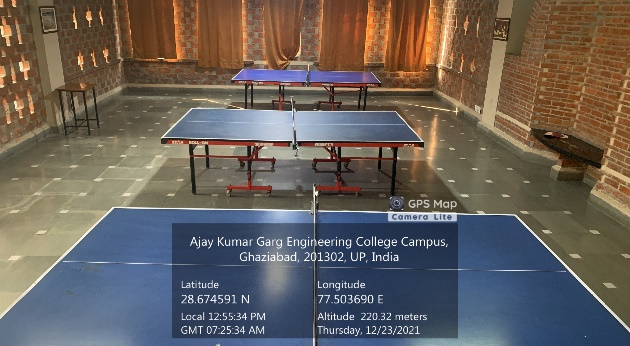 ROLL-ON
GPS Map
Camera Lite
Ajay Kumar Garg Engineering College Campus,
Ghaziabad, 201302, UP, India
Latitude
28.674591 N
Longitude
77.503690 E
Local 12:55:34 PM
GMT 07:25:34 AM
Altitude 220.32 meters
Thursday, 12/23/2021